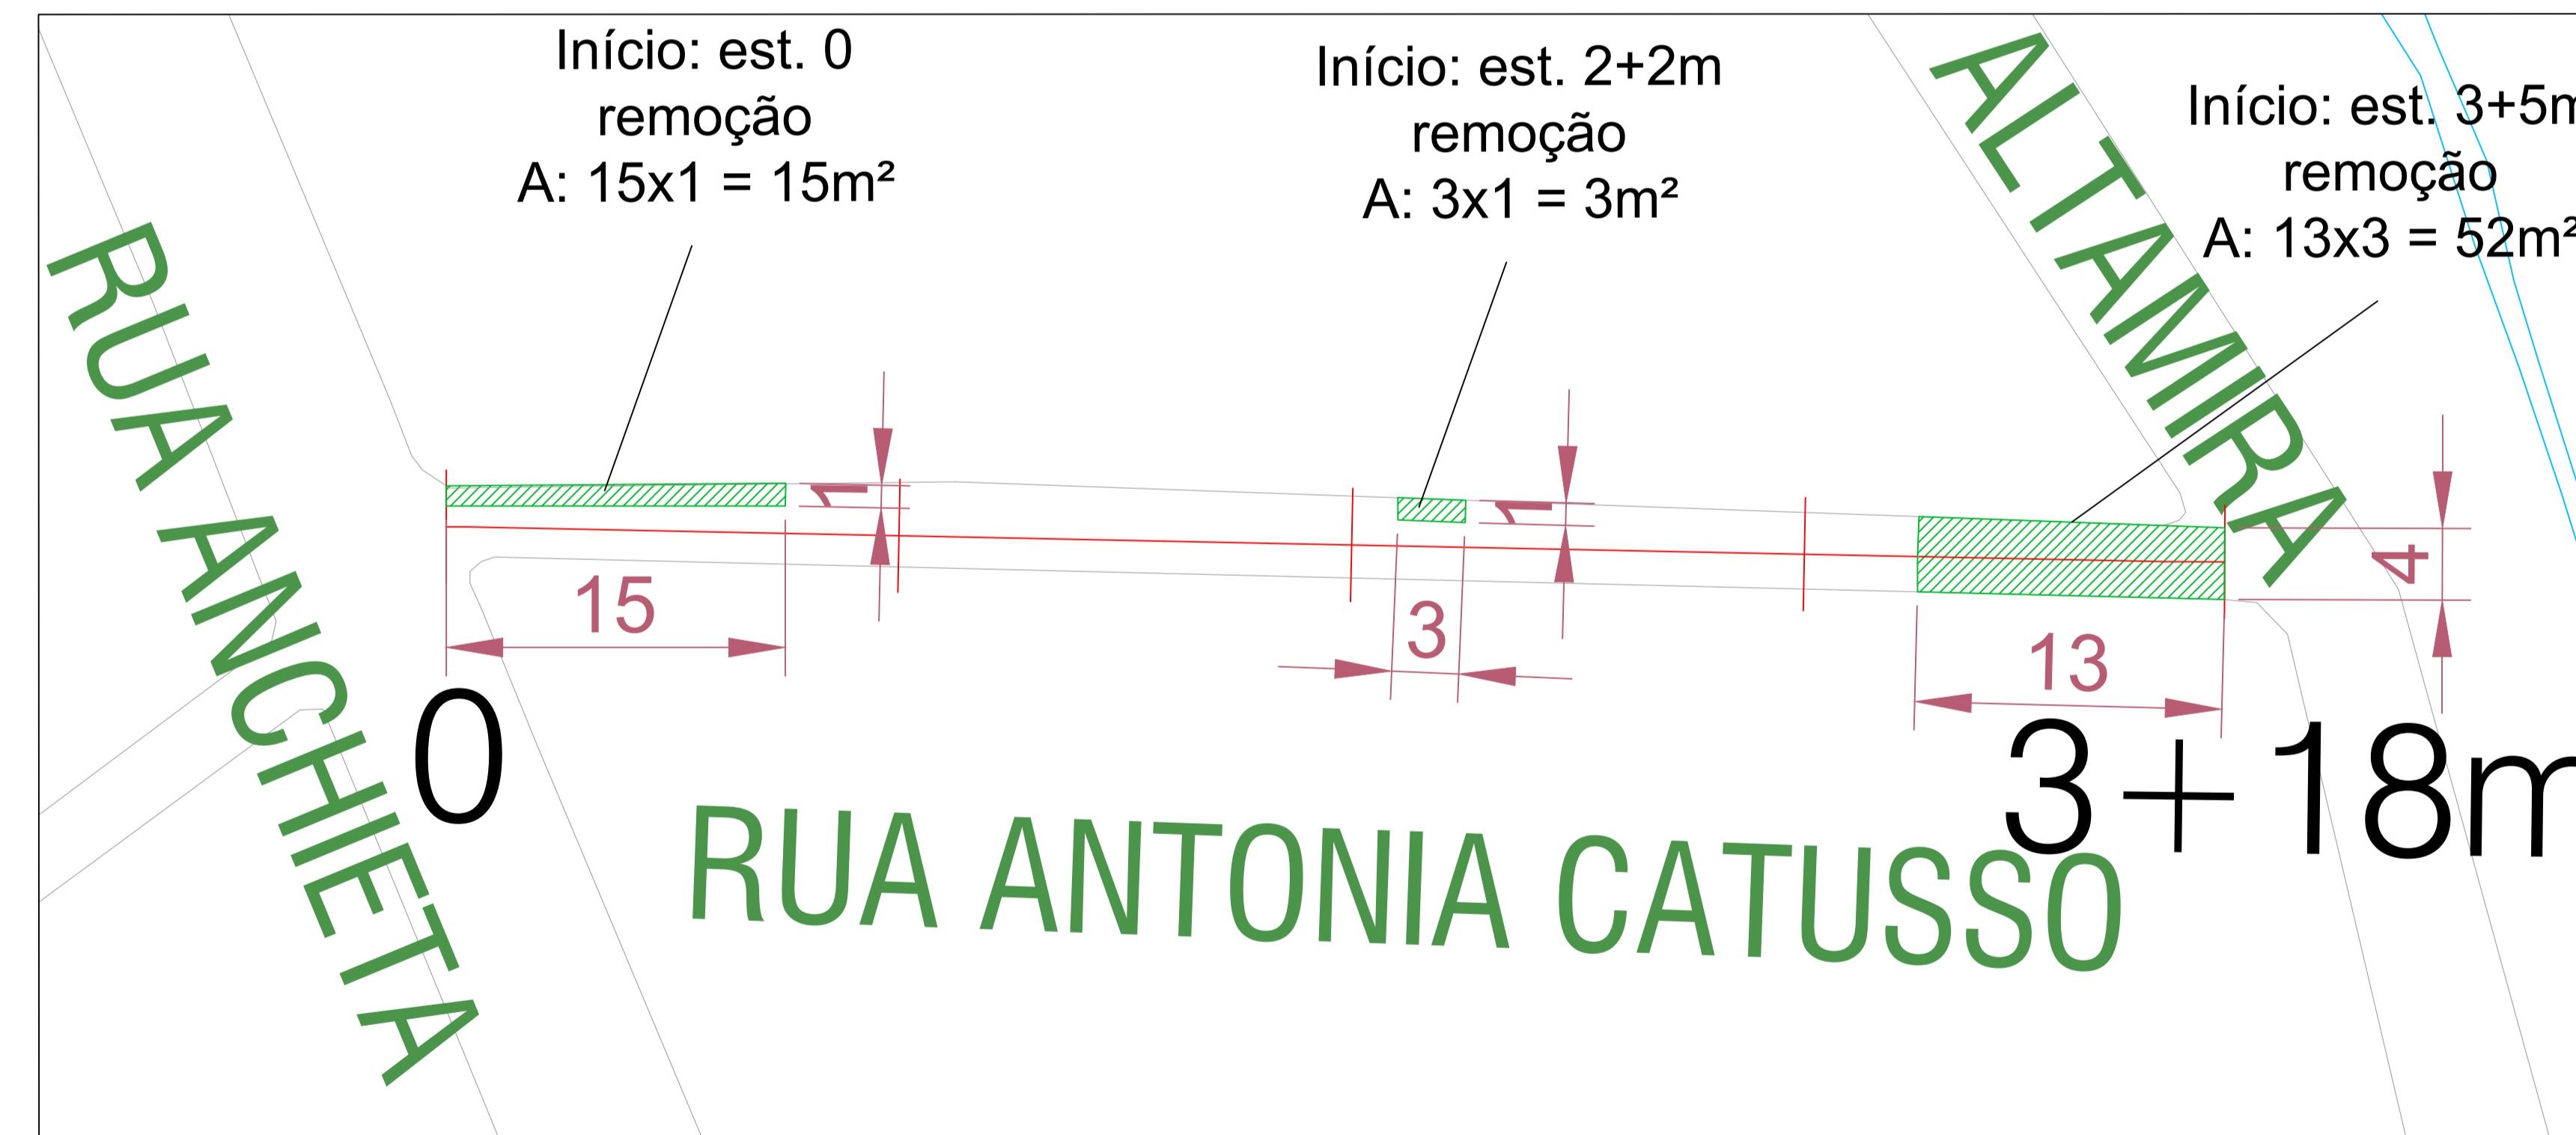 Início: est. 0
remoção
A: 15x1 = 15m²
Início: est. 2+2m
remoção
A: 3x1 = 3m²
Início: est. 3+5m
remoção
A: 13x3 = 52m²
RUA ANCHIETA
ALTAMIRA
1
1
4
15
3
13
0
3+18m
RUA ANTONIA CATUSSO